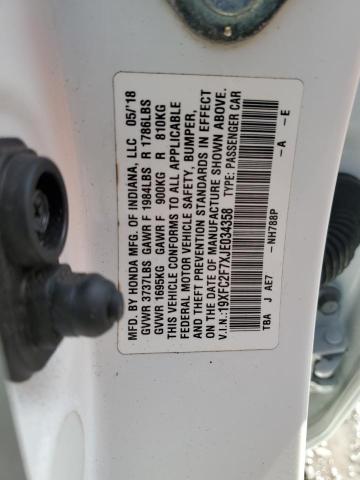 MFD. BY HONDA MFG. OF INDIANA, LLC 05/'18
GVWR 3737LBS GAWR F 1984LBS R 1786LBS
GVWR 1695KG GAWR F 900KG R 810KG
THIS VEHICLE CONFORMS TO ALL APPLICABLE
FEDERAL MOTOR VEHICLE SAFETY, BUMPER,
AND THEFT PREVENTION STANDARDS IN EFFECT
ON THE DATE OF MANUFACTURE SHOWN ABOVE.
V.I.N.:19XFC2F7XJE034358 TYPE: PASSENGER CAR
-NH788P -A -E
TBA J AE7